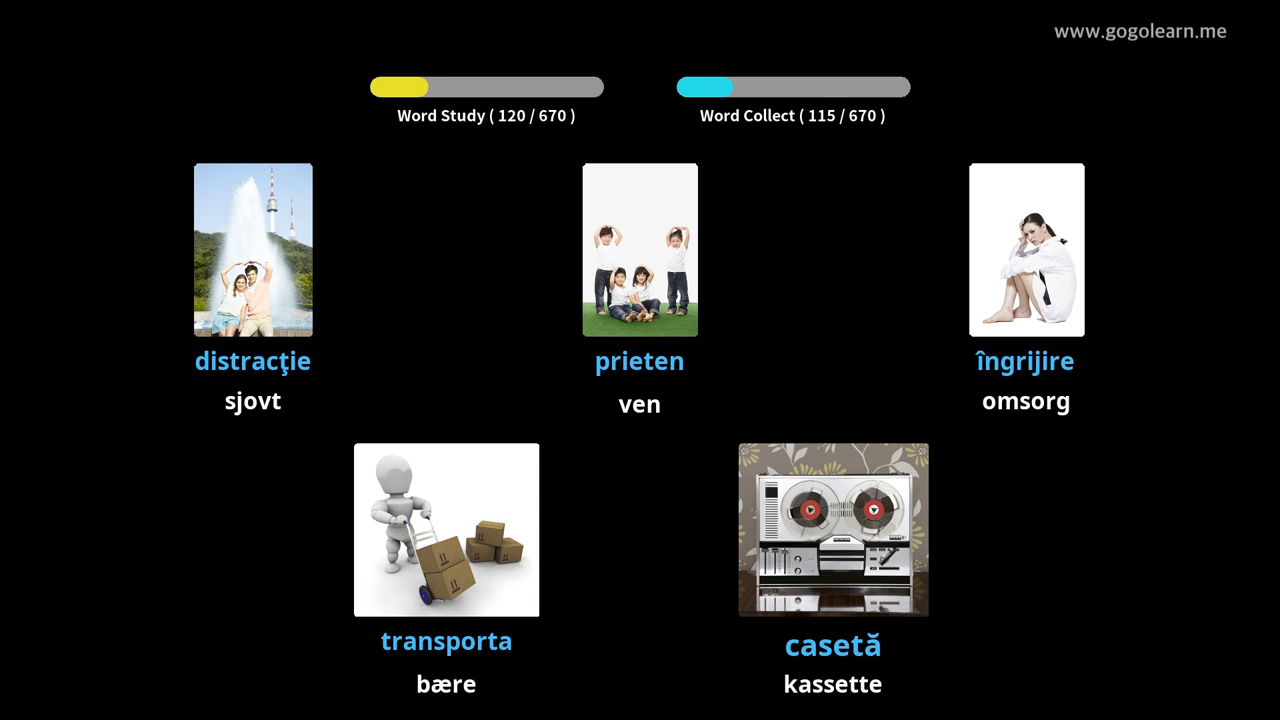 www.gogolearn.me
Word Study ( 120 / 670 )
Word Collect ( 115 / 670 )
distracţie
prieten
îngrijire
sjovt
ven
omsorg
transporta
casetă
bære
kassette